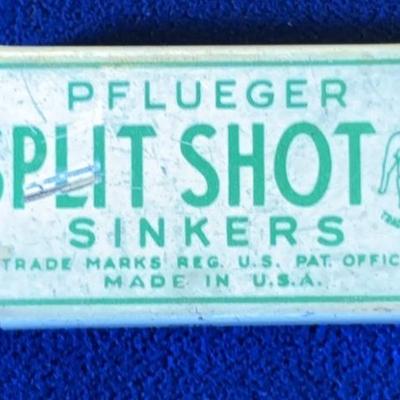 PFLUEGER
SPLIT SHOT
SINKERS
TRADE MARKS REG. U.S. PAT. OFFIC
MADE IN U.S.A.